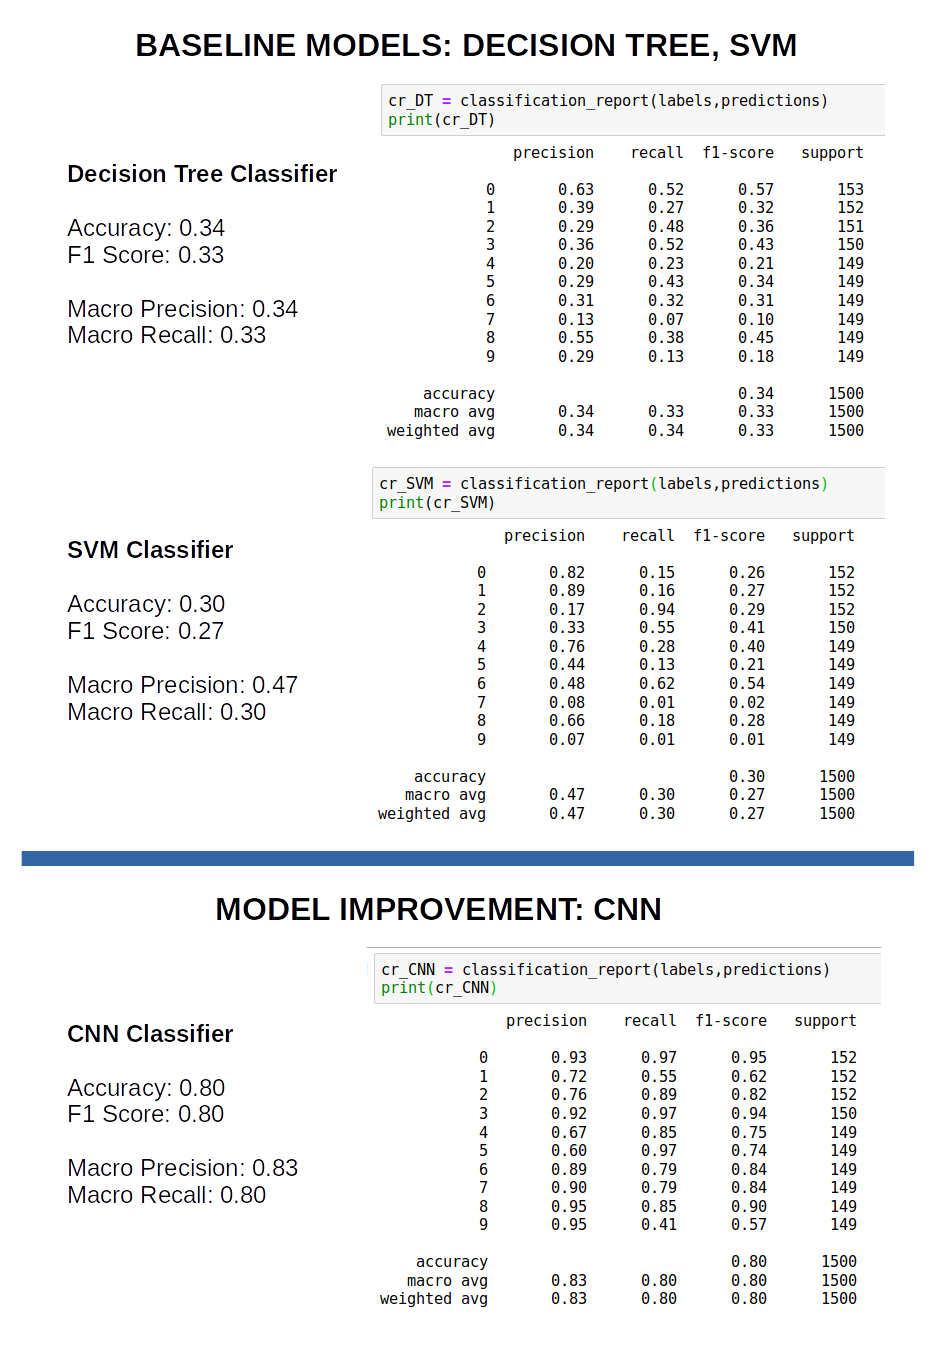 BASELINE MODELS: DECISION TREE, SVM
cr_DT = classification_report(labels,predictions)
print(cr_DT)
precision recall f1-score support
Decision Tree Classifier
0 0.63 0.52 0.57 153
1 0.39 0.27 0.32 152
Accuracy: 0.34
2 0.29 0.48 0.36 151
F1 Score: 0.33
3 0.36 0.52 0.43 150
4 0.20 0.23 0.21 149
5 0.29 0.43 0.34 149
Macro Precision: 0.34
6 0.31 0.32 0.31 149
7 0.13 0.07 0.10 149
Macro Recall: 0.33
8 0.55 0.38 0.45 149
9 0.29 0.13 0.18 149
accuracy 0.34 1500
macro avg 0.34 0.33 0.33 1500
weighted avg 0.34 0.34 0.33 1500
cr_SVM = classification_report(labels,predictions)
print(cr_SVM)
precision recall f1-score support
SVM Classifier
0 0.82 0.15 0.26 152
1 0.89 0.16 0.27 152
Accuracy: 0.30
2 0.17 0.94 0.29 152
F1 Score: 0.27
3 0.33 0.55 0.41 150
4 0.76 0.28 0.40 149
5 0.44 0.13 0.21 149
Macro Precision: 0.47
6 0.48 0.62 0.54 149
7 0.08 0.01 0.02 149
Macro Recall: 0.30
8 0.66 0.18 0.28 149
9 0.07 0.01 0.01 149
accuracy 0.30 1500
macro avg 0.47 0.30 0.27 1500
weighted avg 0.47 0.30 0.27 1500
MODEL IMPROVEMENT: CNN
cr_CNN = classification_report(labels,predictions)
print(cr_CNN)
precision recall f1-score support
CNN Classifier
0 0.93 0.97 0.95 152
1 0.72 0.55 0.62 152
Accuracy: 0.80
2 0.76 0.89 0.82 152
F1 Score: 0.80
3 0.92 0.97 0.94 150
4 0.67 0.85 0.75 149
5 0.60 0.97 0.74 149
Macro Precision: 0.83
6 0.89 0.79 0.84 149
7 0.90 0.79 0.84 149
Macro Recall: 0.80
8 0.95 0.85 0.90 149
9 0.95 0.41 0.57 149
accuracy 0.80 1500
macro avg 0.83 0.80 0.80 1500
weighted avg 0.83 0.80 0.80 1500